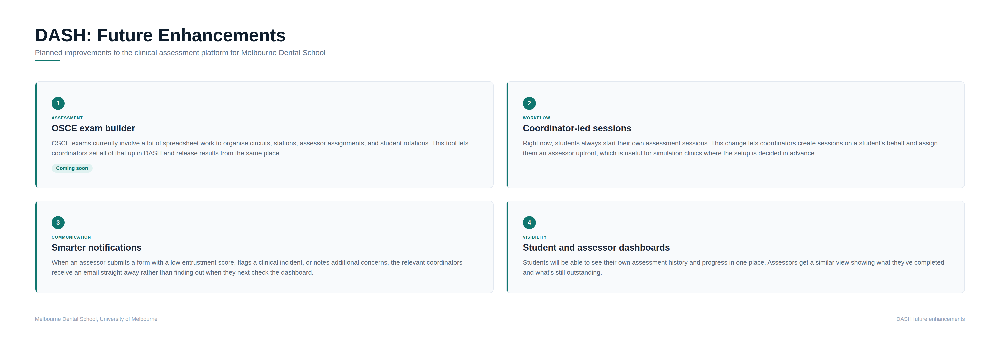 DASH: Future Enhancements
Planned improvements to the clinical assessment platform for Melbourne Dental School
1
ASSESSMENT
OSCE exam builder
OSCE exams currently involve a lot of spreadsheet work to organise circuits, stations, assessor assignments, and student rotations. This tool lets
coordinators set all of that up in DASH and release results from the same place.
Coming soon
2
WORKFLOW
Coordinator-led sessions
Right now, students always start their own assessment sessions. This change lets coordinators create sessions on a student's behalf and assign
them an assessor upfront, which is useful for simulation clinics where the setup is decided in advance.
3
COMMUNICATION
Smarter notifications
When an assessor submits a form with a low entrustment score, flags a clinical incident, or notes additional concerns, the relevant coordinators
receive an email straight away rather than finding out when they next check the dashboard.
4
VISIBILITY
Student and assessor dashboards
Students will be able to see their own assessment history and progress in one place. Assessors get a similar view showing what they've completed
and what's still outstanding.
Melbourne Dental School, University of Melbourne
DASH future enhancements